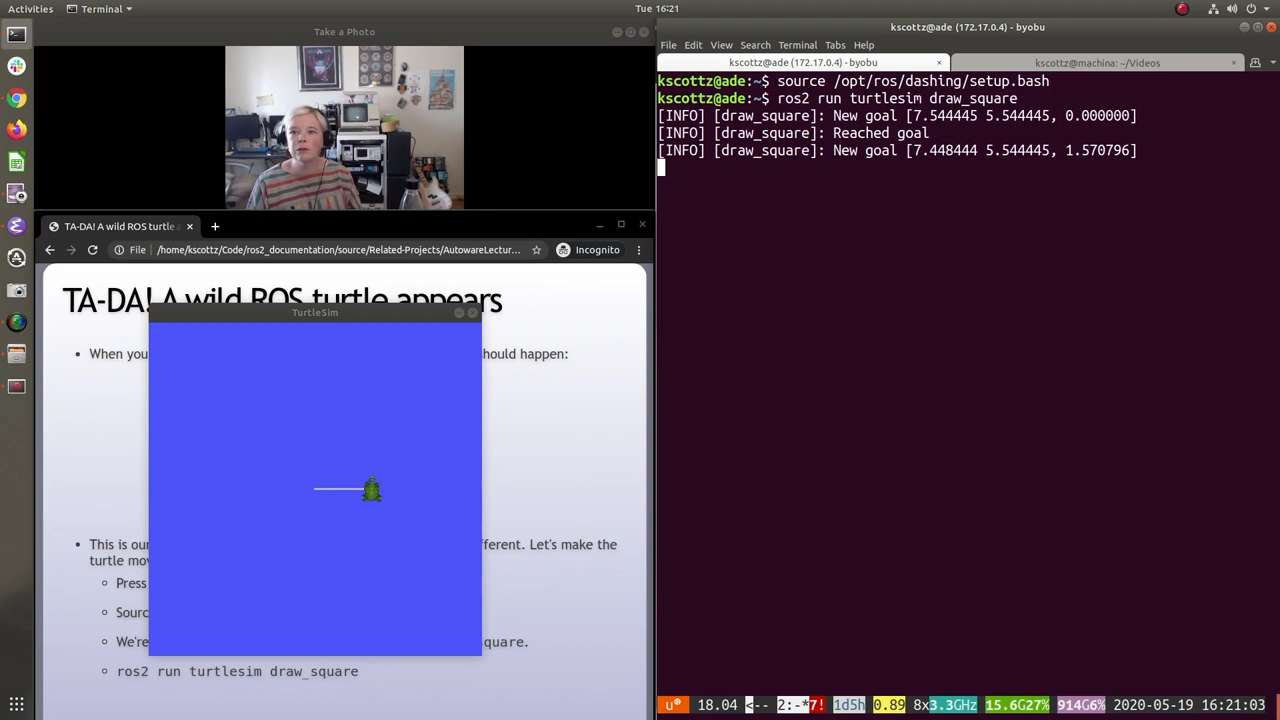 Activities
Terminal
Tue 16:21
Take a Photo
TA-DA! A wild ROS turtle a
File
/home/kscottz/Code/ros2_documentation/source/Related-Projects/AutowareLectur...
Incognito
TA-DA! A wild ROS turtle appears
When you
should happen:
TurtleSim
This is our
fferent. Let's make the
turtle mov
Press
Sourc
We're
square.
ros2 run turtlesim draw_square
kscottz@ade (172.17.0.4) - byobu
File Edit View Search Terminal Tabs Help
kscottz@ade (172.17.0.4) - byobu
kscottz@machina: ~/Videos
kscottz@ade:~$ source /opt/ros/dashing/setup.bash
kscottz@ade:~$ ros2 run turtlesim draw_square
[INFO] [draw_square]: New goal [7.544445 5.544445, 0.000000]
[INFO] [draw_square]: Reached goal
[INFO] [draw_square]: New goal [7.448444 5.544445, 1.570796]
u® 18.04 <-- 2:-*7! 1d5h 0.89 8x3.3GHz 15.6G27% 914G6% 2020-05-19 16:21:03